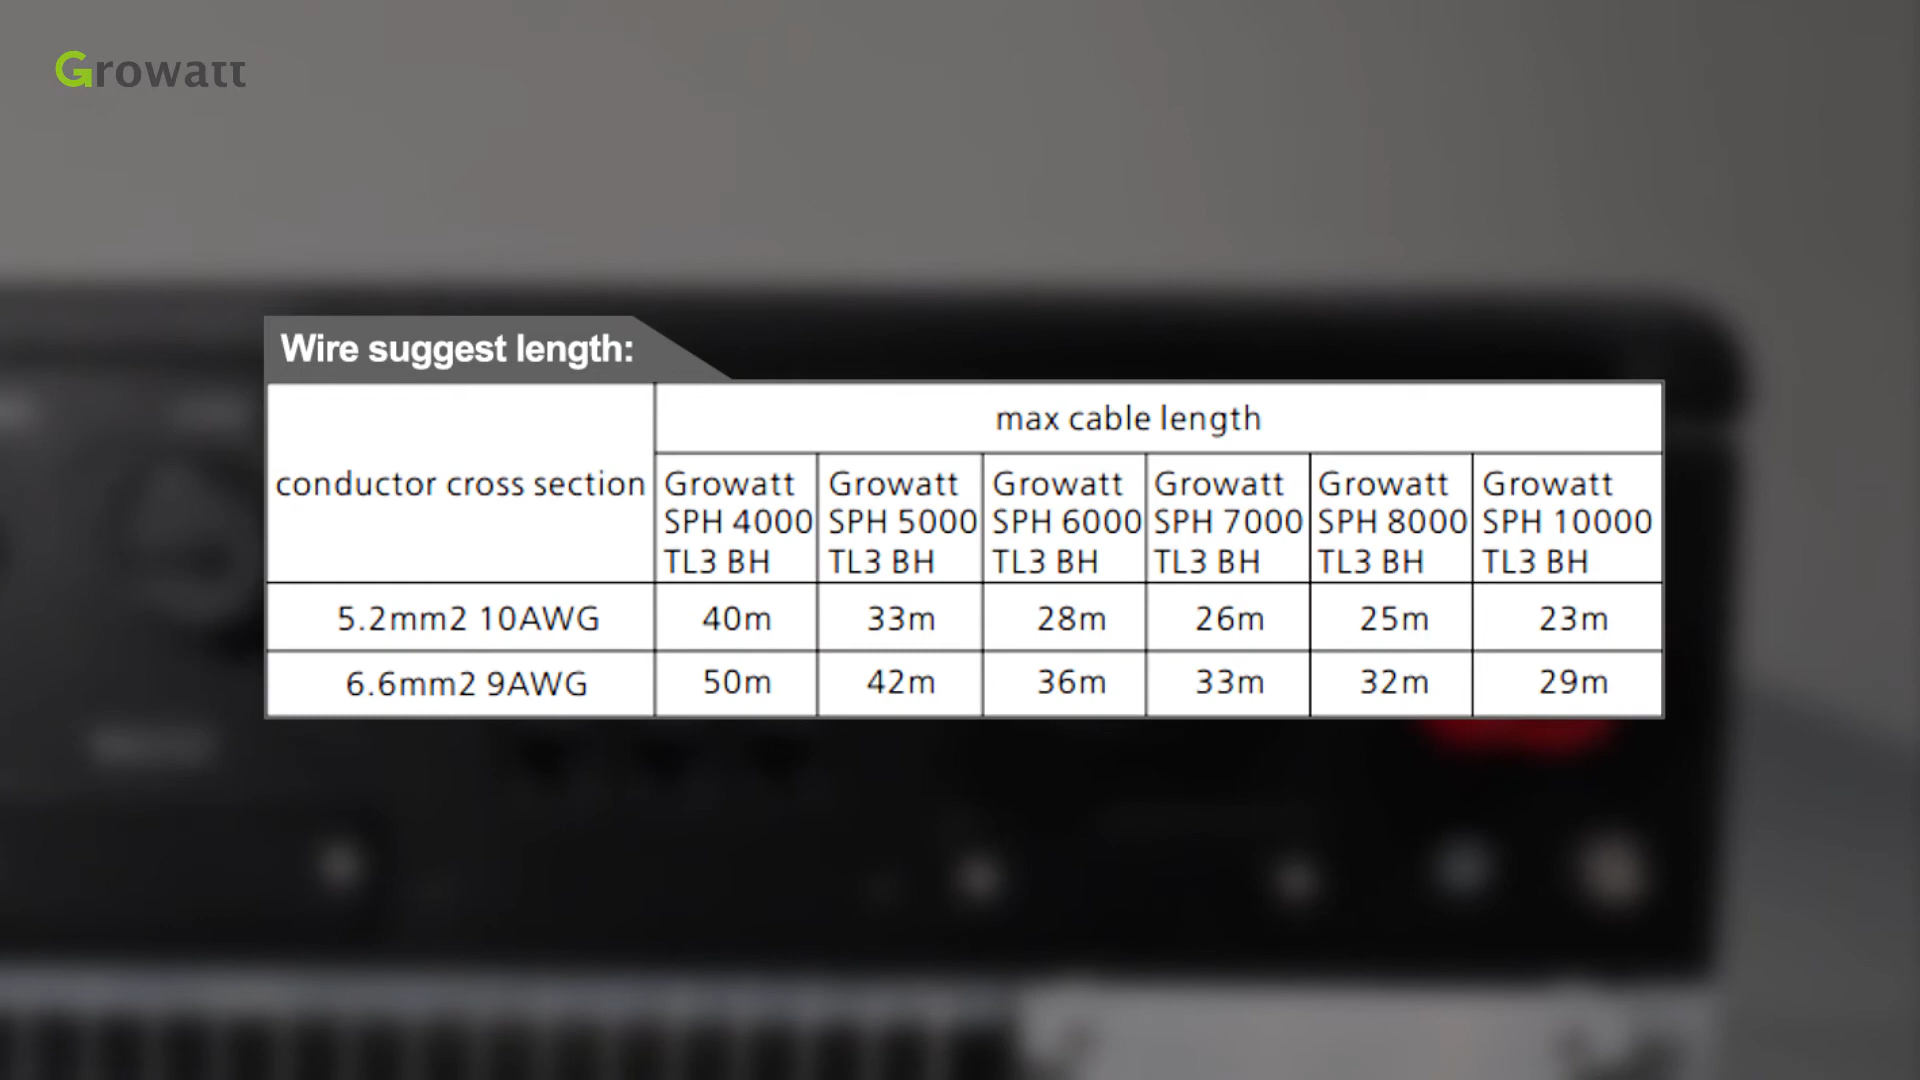 Growatt
Wire suggest length:
max cable length
conductor cross section
Growatt SPH 4000 TL3 BH
Growatt SPH 5000 TL3 BH
Growatt SPH 6000 TL3 BH
Growatt SPH 7000 TL3 BH
Growatt SPH 8000 TL3 BH
Growatt SPH 10000 TL3 BH
5.2mm2 10AWG 40m 33m 28m 26m 25m 23m
6.6mm2 9AWG 50m 42m 36m 33m 32m 29m